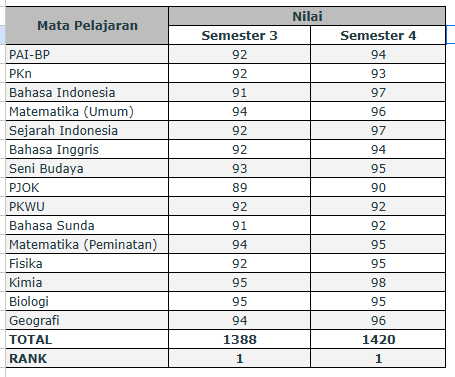 Mata Pelajaran Nilai
Semester 3 Semester 4
PAI-BP 92 94
PKn 92 93
Bahasa Indonesia 91 97
Matematika (Umum) 94 96
Sejarah Indonesia 92 97
Bahasa Inggris 92 94
Seni Budaya 93 95
PJOK 89 90
PKWU 92 92
Bahasa Sunda 91 92
Matematika (Peminatan) 94 95
Fisika 92 95
Kimia 95 98
Biologi 95 95
Geografi 94 96
TOTAL 1388 1420
RANK 1 1